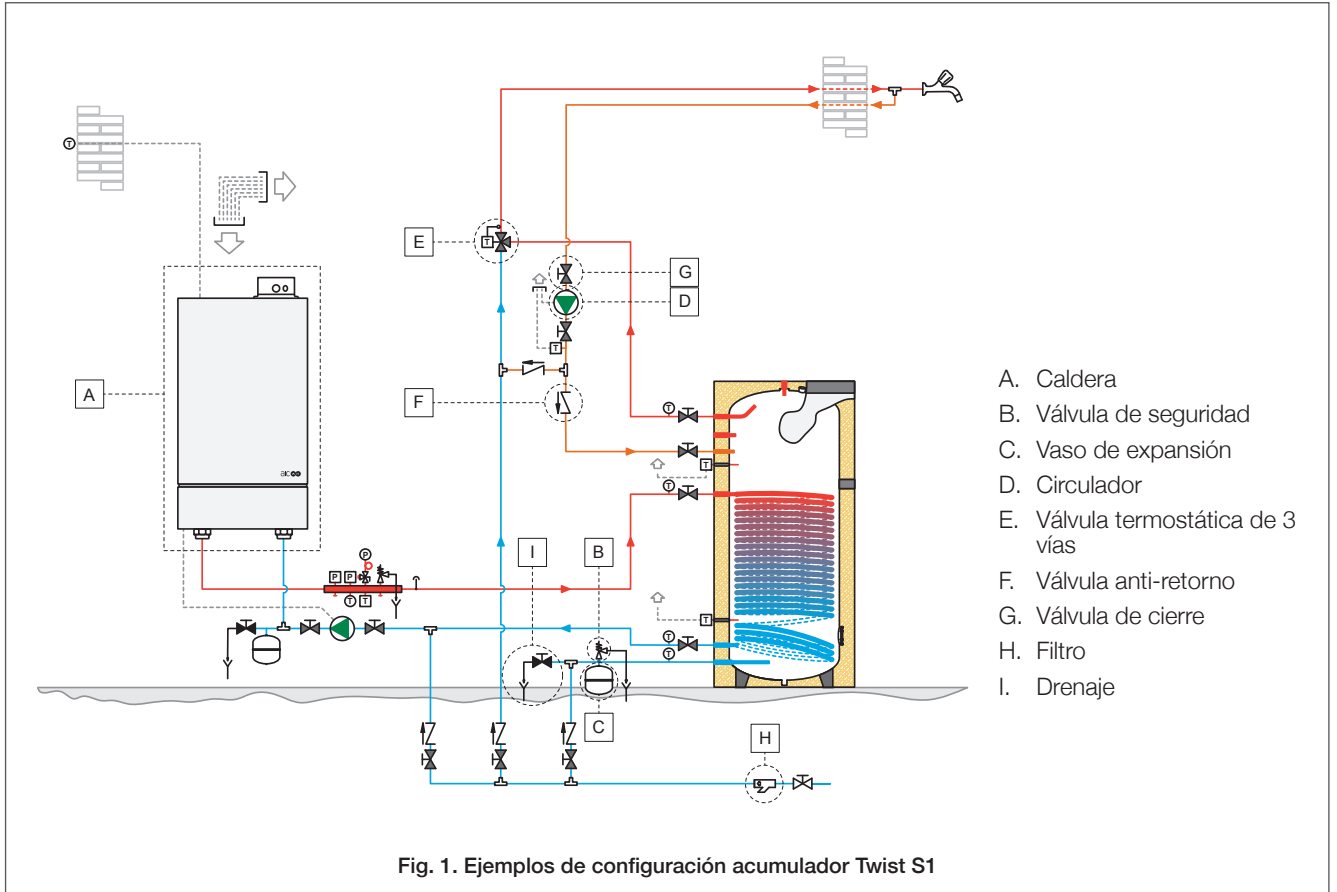 T
E
T
G
D
T
A
F
T
T
T
aic
P
P
P
T
T
I
B
T
T
T
C
H
A. Caldera
B. Válvula de seguridad
C. Vaso de expansión
D. Circulador
E. Válvula termostática de 3
vías
F. Válvula anti-retorno
G. Válvula de cierre
H. Filtro
I. Drenaje
Fig. 1. Ejemplos de configuración acumulador Twist S1